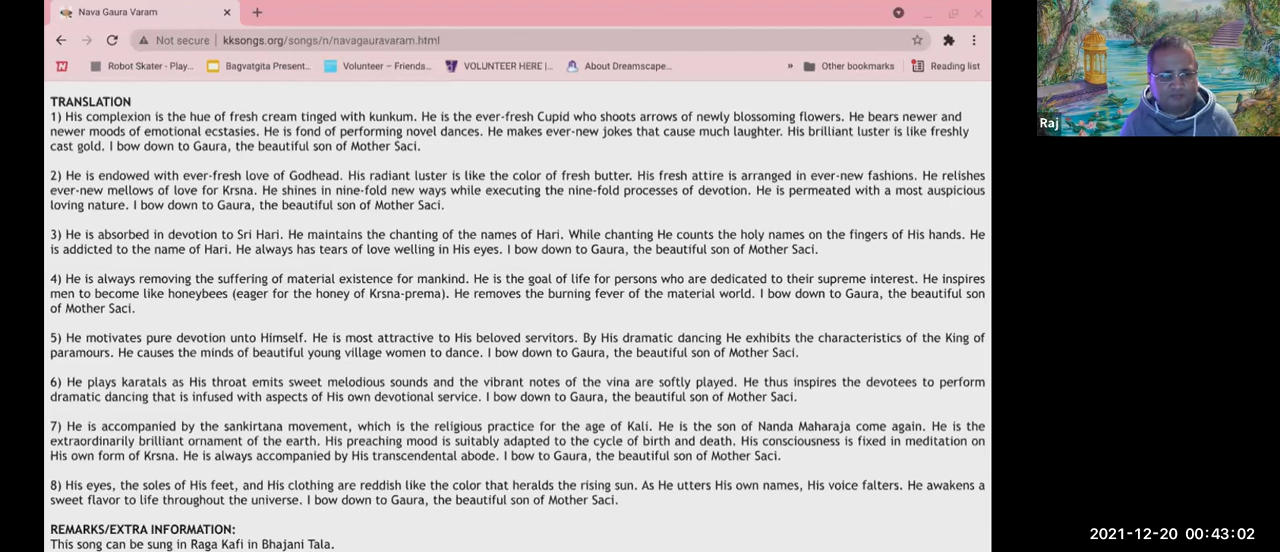 Nava Gaura Varam
Not secure | kksongs.org/songs/n/navagauravaram.html
Robot Skater - Play... Bagvatgita Present... Volunteer – Friends... VOLUNTEER HERE |... About Dreamscape... » Other bookmarks Reading list
TRANSLATION
1) His complexion is the hue of fresh cream tinged with kunkum. He is the ever-fresh Cupid who shoots arrows of newly blossoming flowers. He bears newer and
newer moods of emotional ecstasies. He is fond of performing novel dances. He makes ever-new jokes that cause much laughter. His brilliant luster is like freshly
cast gold. I bow down to Gaura, the beautiful son of Mother Saci.
2) He is endowed with ever-fresh love of Godhead. His radiant luster is like the color of fresh butter. His fresh attire is arranged in ever-new fashions. He relishes
ever-new mellows of love for Krsna. He shines in nine-fold new ways while executing the nine-fold processes of devotion. He is permeated with a most auspicious
loving nature. I bow down to Gaura, the beautiful son of Mother Saci.
3) He is absorbed in devotion to Sri Hari. He maintains the chanting of the names of Hari. While chanting He counts the holy names on the fingers of His hands. He
is addicted to the name of Hari. He always has tears of love welling in His eyes. I bow down to Gaura, the beautiful son of Mother Saci.
4) He is always removing the suffering of material existence for mankind. He is the goal of life for persons who are dedicated to their supreme interest. He inspires
men to become like honeybees (eager for the honey of Krsna-prema). He removes the burning fever of the material world. I bow down to Gaura, the beautiful son
of Mother Saci.
5) He motivates pure devotion unto Himself. He is most attractive to His beloved servitors. By His dramatic dancing He exhibits the characteristics of the King of
paramours. He causes the minds of beautiful young village women to dance. I bow down to Gaura, the beautiful son of Mother Saci.
6) He plays karatals as His throat emits sweet melodious sounds and the vibrant notes of the vina are softly played. He thus inspires the devotees to perform
dramatic dancing that is infused with aspects of His own devotional service. I bow down to Gaura, the beautiful son of Mother Saci.
7) He is accompanied by the sankirtana movement, which is the religious practice for the age of Kali. He is the son of Nanda Maharaja come again. He is the
extraordinarily brilliant ornament of the earth. His preaching mood is suitably adapted to the cycle of birth and death. His consciousness is fixed in meditation on
His own form of Krsna. He is always accompanied by His transcendental abode. I bow to Gaura, the beautiful son of Mother Saci.
8) His eyes, the soles of His feet, and His clothing are reddish like the color that heralds the rising sun. As He utters His own names, His voice falters. He awakens a
sweet flavor to life throughout the universe. I bow down to Gaura, the beautiful son of Mother Saci.
REMARKS/EXTRA INFORMATION:
This song can be sung in Raga Kafi in Bhajani Tala.
Raj
2021-12-20 00:43:02